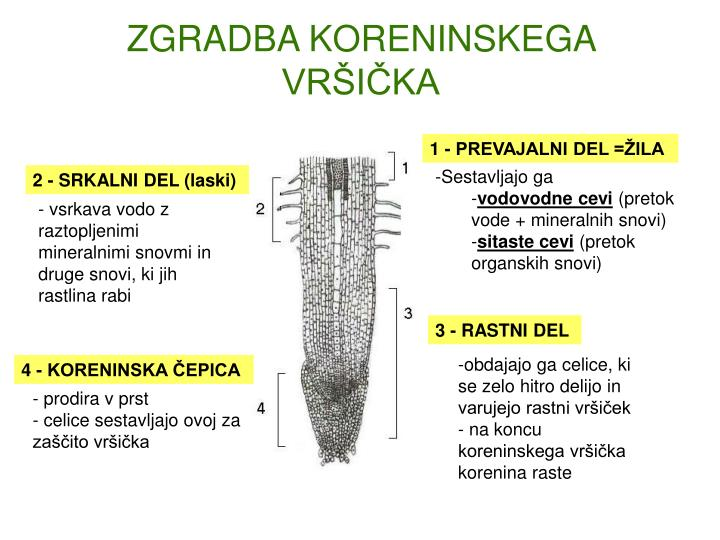 ZGRADBA KORENINSKEGA
VRŠIČKA
1 - PREVAJALNI DEL =ŽILA
-Sestavljajo ga
-vodovodne cevi (pretok
vode + mineralnih snovi)
-sitaste cevi (pretok
organskih snovi)
2 - SRKALNI DEL (laski)
- vsrkava vodo z
raztopljenimi
mineralnimi snovmi in
druge snovi, ki jih
rastlina rabi
1
2
3
4
3 - RASTNI DEL
-obdajajo ga celice, ki
se zelo hitro delijo in
varujejo rastni vršiček
- na koncu
koreninskega vršička
korenina raste
4 - KORENINSKA ČEPICA
- prodira v prst
- celice sestavljajo ovoj za
zaščito vršička